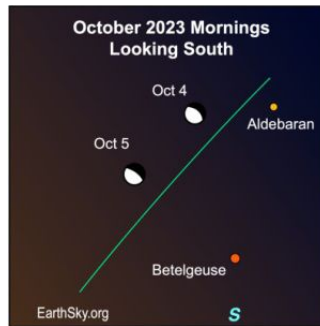 October 2023 Mornings
Looking South
Oct 4
Aldebaran
Oct 5
Betelgeuse
EarthSky.org
S